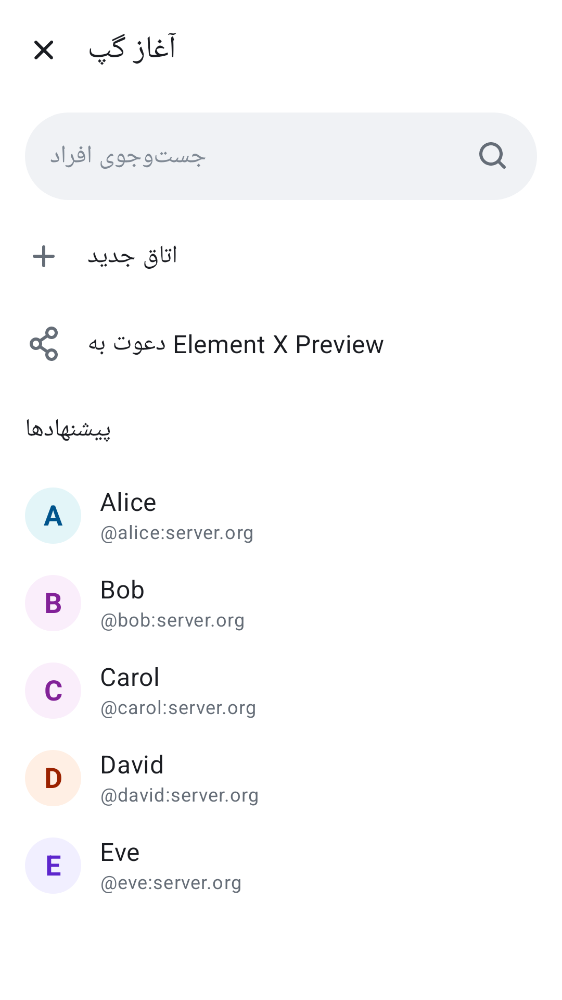 آغاز گپ
جست‌وجوی افراد
اتاق جدید
دعوت به Element X Preview
پیشنهادها
A
Alice
@alice:server.org
B
Bob
@bob:server.org
C
Carol
@carol:server.org
D
David
@david:server.org
E
Eve
@eve:server.org